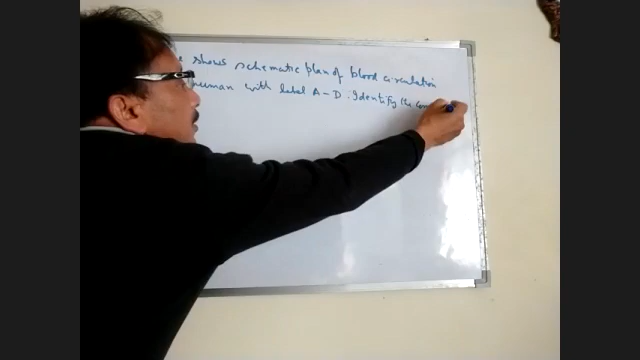 shows schematic plan of blood circulation
human with label A-D. Identify the